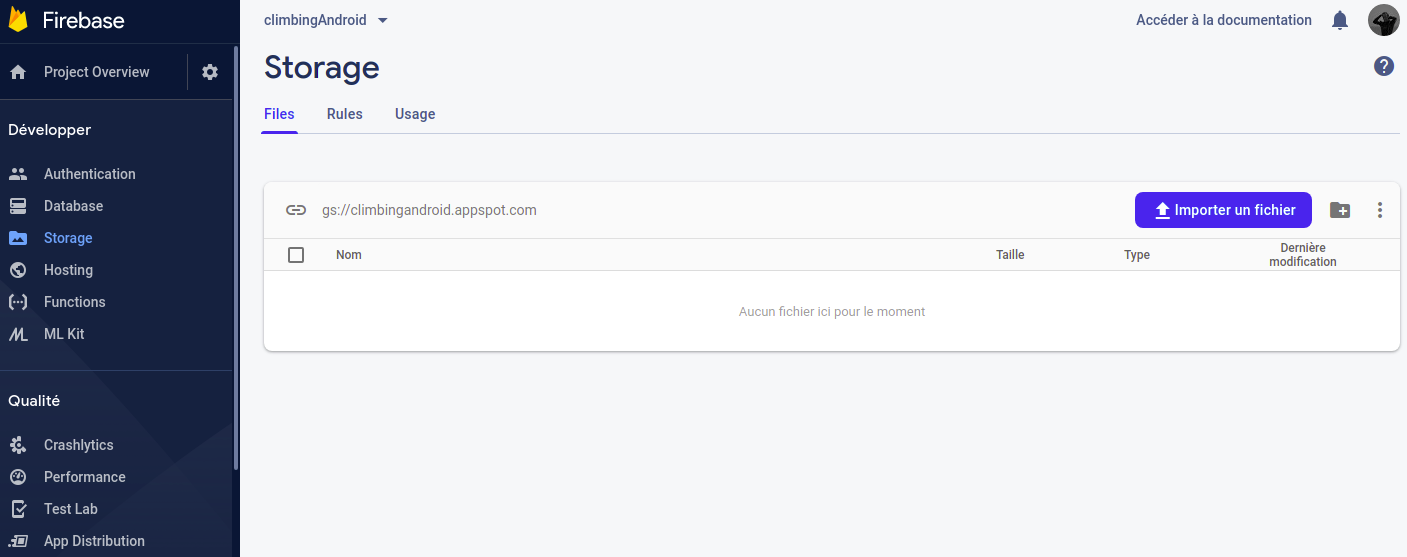 Firebase
Project Overview
Développer
Authentication
Database
Storage
Hosting
Functions
ML Kit
Qualité
Crashlytics
Performance
Test Lab
App Distribution
climbingAndroid
Accéder à la documentation
Storage
Files Rules Usage
gs://climbingandroid.appspot.com
Importer un fichier
Nom Taille Type Dernière
modification
Aucun fichier ici pour le moment